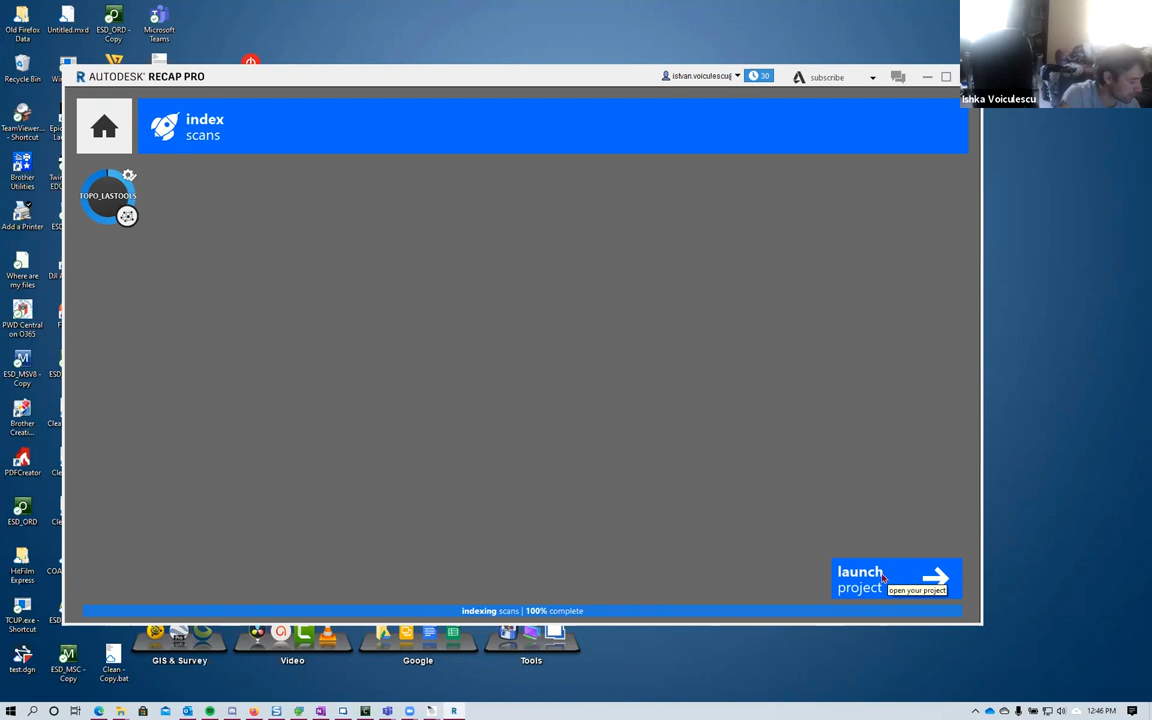 Old Firefox
Data
Untitled.mxd
ESD_ORD -
Copy
Microsoft
Teams
Recycle Bin
AUTODESK® RECAP PRO
30
subscribe
Ishka Voiculescu
index
scans
TeamViewer...
- Shortcut
TOPO_LASTOOLS
Brother
Utilities
Add a Printer
Where are
my files
PWD Central
on O365
ESD_MSV8 -
Copy
Brother
Creati...
PDFCreator
ESD_ORD
HitFilm
Express
launch
project
open your project
indexing scans | 100% complete
TCUP.exe -
Shortcut
GIS & Survey
Video
Google
Tools
test.dgn
ESD_MSC -
Copy
Clean -
Copy.bat
12:46 PM